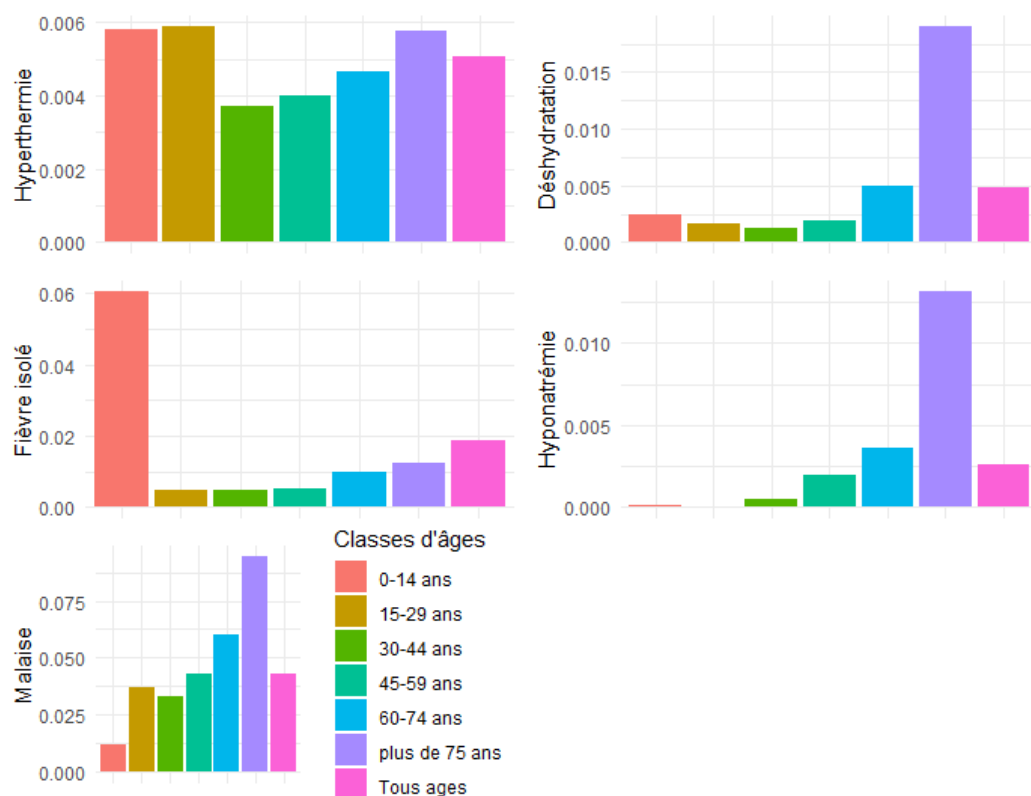 Hyperthermie
0.006
0.004
0.002
0.000
Déshydratation
0.015
0.010
0.005
0.000
Fièvre isolé
0.06
0.04
0.02
0.00
Hyponatrémie
0.010
0.005
0.000
Malaise
0.075
0.050
0.025
0.000
Classes d'âges
0-14 ans
15-29 ans
30-44 ans
45-59 ans
60-74 ans
plus de 75 ans
Tous ages